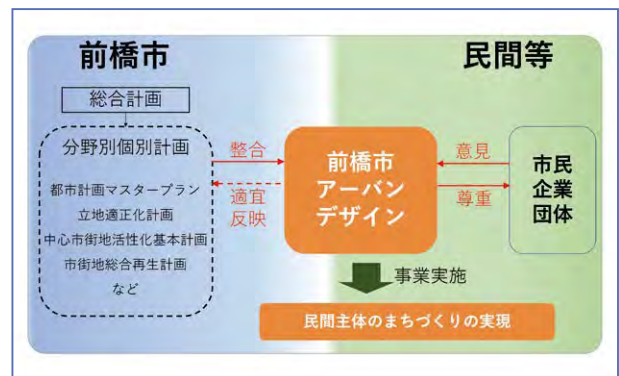 前橋市
民間等
総合計画
分野別個別計画
都市計画マスタープラン
立地適正化計画
中心市街地活性化基本計画
市街地総合再生計画
など
整合
適宜
反映
前橋市
アーバン
デザイン
意見
尊重
市民
企業
団体
事業実施
民間主体のまちづくりの実現